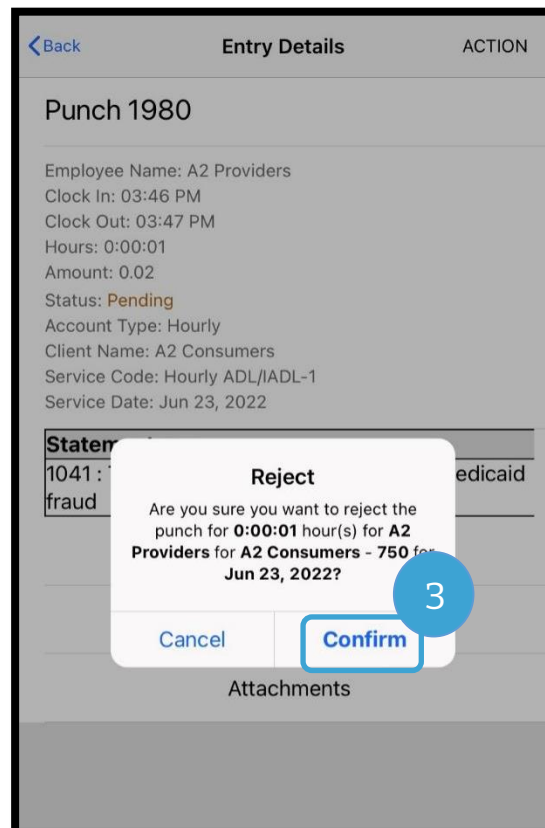 Back Entry Details ACTION
Punch 1980
Employee Name: A2 Providers
Clock In: 03:46 PM
Clock Out: 03:47 PM
Hours: 0:00:01
Amount: 0.02
Status: Pending
Account Type: Hourly
Client Name: A2 Consumers
Service Code: Hourly ADL/IADL-1
Service Date: Jun 23, 2022
1041 : edicaid
fraud
Reject
Are you sure you want to reject the
punch for 0:00:01 hour(s) for A2
Providers for A2 Consumers - 750 for
Jun 23, 2022?
3
Cancel Confirm
Attachments